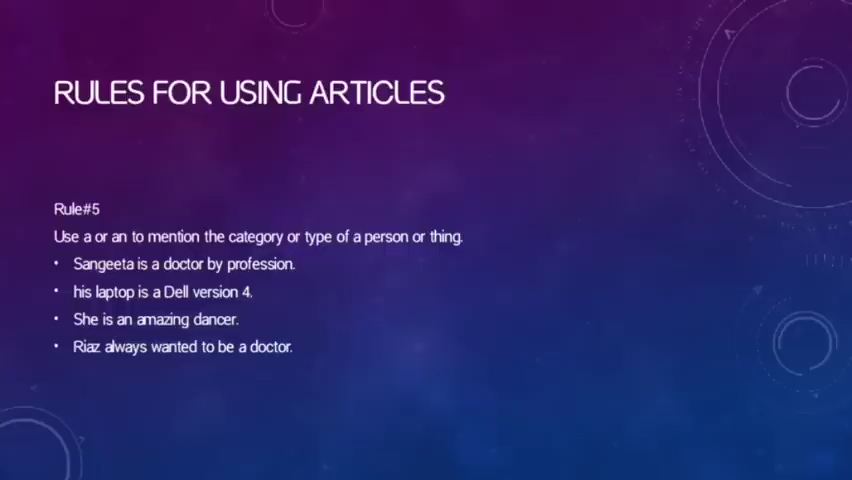 RULES FOR USING ARTICLES
Rule#5
Use a or an to mention the category or type of a person or thing.
• Sangeeta is a doctor by profession.
• his laptop is a Dell version 4.
• She is an amazing dancer.
• Riaz always wanted to be a doctor.